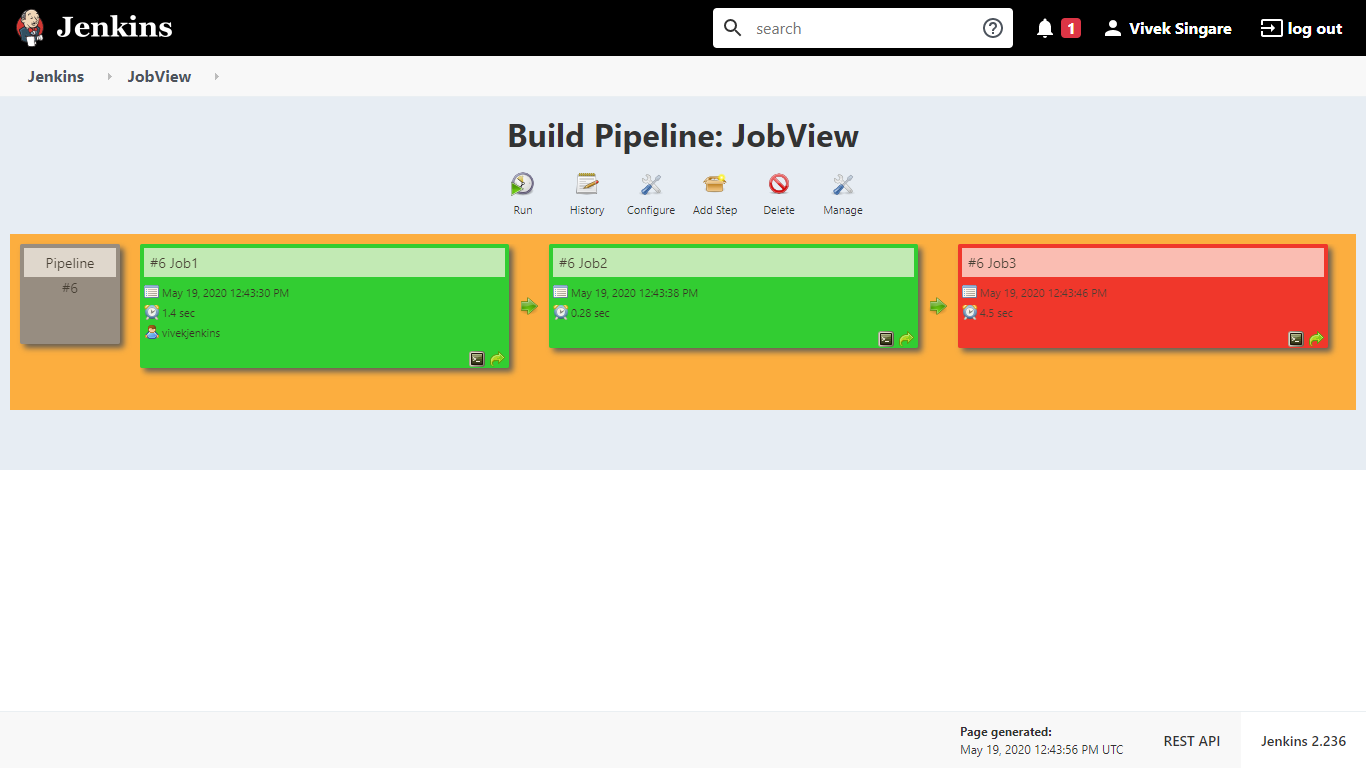 Jenkins
search
1
Vivek Singare
log out
Jenkins
JobView
Build Pipeline: JobView
Run
History
Configure
Add Step
Delete
Manage
Pipeline
#6
#6 Job1
May 19, 2020 12:43:30 PM
1.4 sec
vivekjenkins
#6 Job2
May 19, 2020 12:43:38 PM
0.28 sec
#6 Job3
May 19, 2020 12:43:46 PM
4.5 sec
Page generated:
May 19, 2020 12:43:56 PM UTC
REST API
Jenkins 2.236